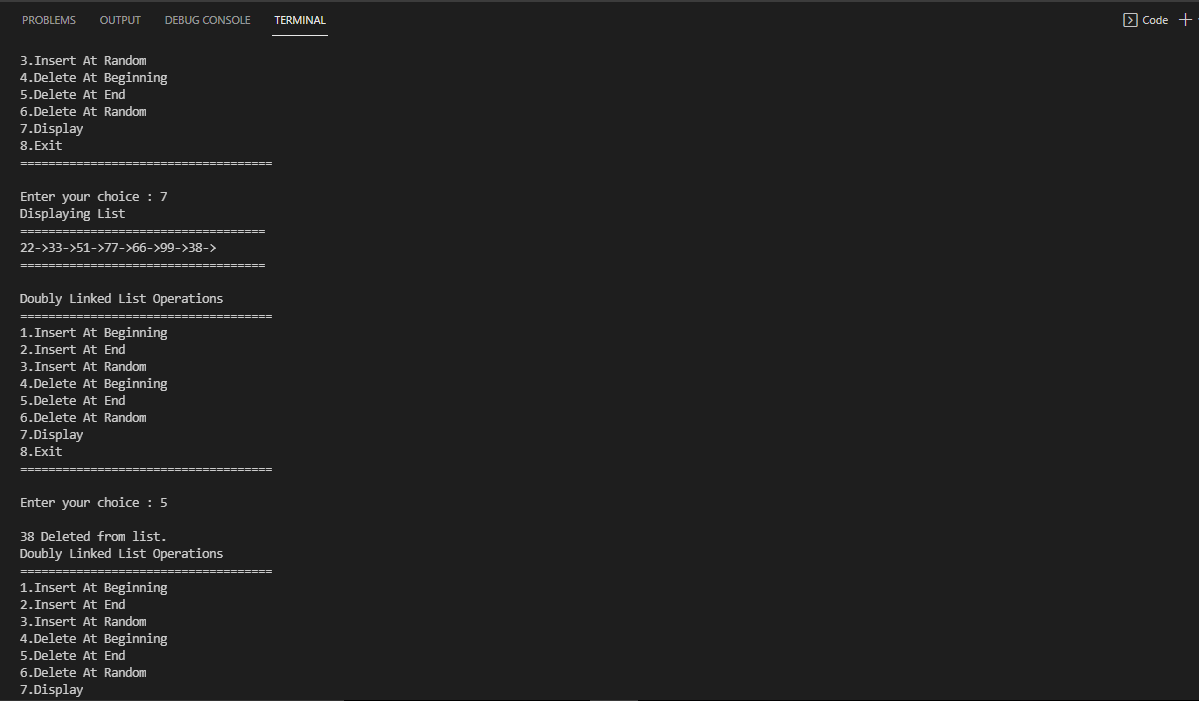 PROBLEMS OUTPUT DEBUG CONSOLE TERMINAL Code
3.Insert At Random
4.Delete At Beginning
5.Delete At End
6.Delete At Random
7.Display
8.Exit
====================================
Enter your choice : 7
Displaying List
===================================
22->33->51->77->66->99->38->
===================================
Doubly Linked List Operations
====================================
1.Insert At Beginning
2.Insert At End
3.Insert At Random
4.Delete At Beginning
5.Delete At End
6.Delete At Random
7.Display
8.Exit
====================================
Enter your choice : 5
38 Deleted from list.
Doubly Linked List Operations
====================================
1.Insert At Beginning
2.Insert At End
3.Insert At Random
4.Delete At Beginning
5.Delete At End
6.Delete At Random
7.Display